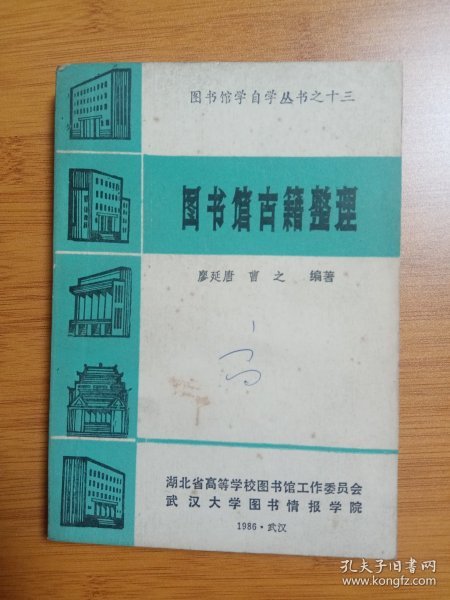 图书馆学自学丛书之十三
图书馆古籍整理
廖延唐 曹之 编著
湖北省高等学校图书馆工作委员会
武汉大学图书情报学院
1986·武汉
孔夫子旧书网
www.kongfz.com